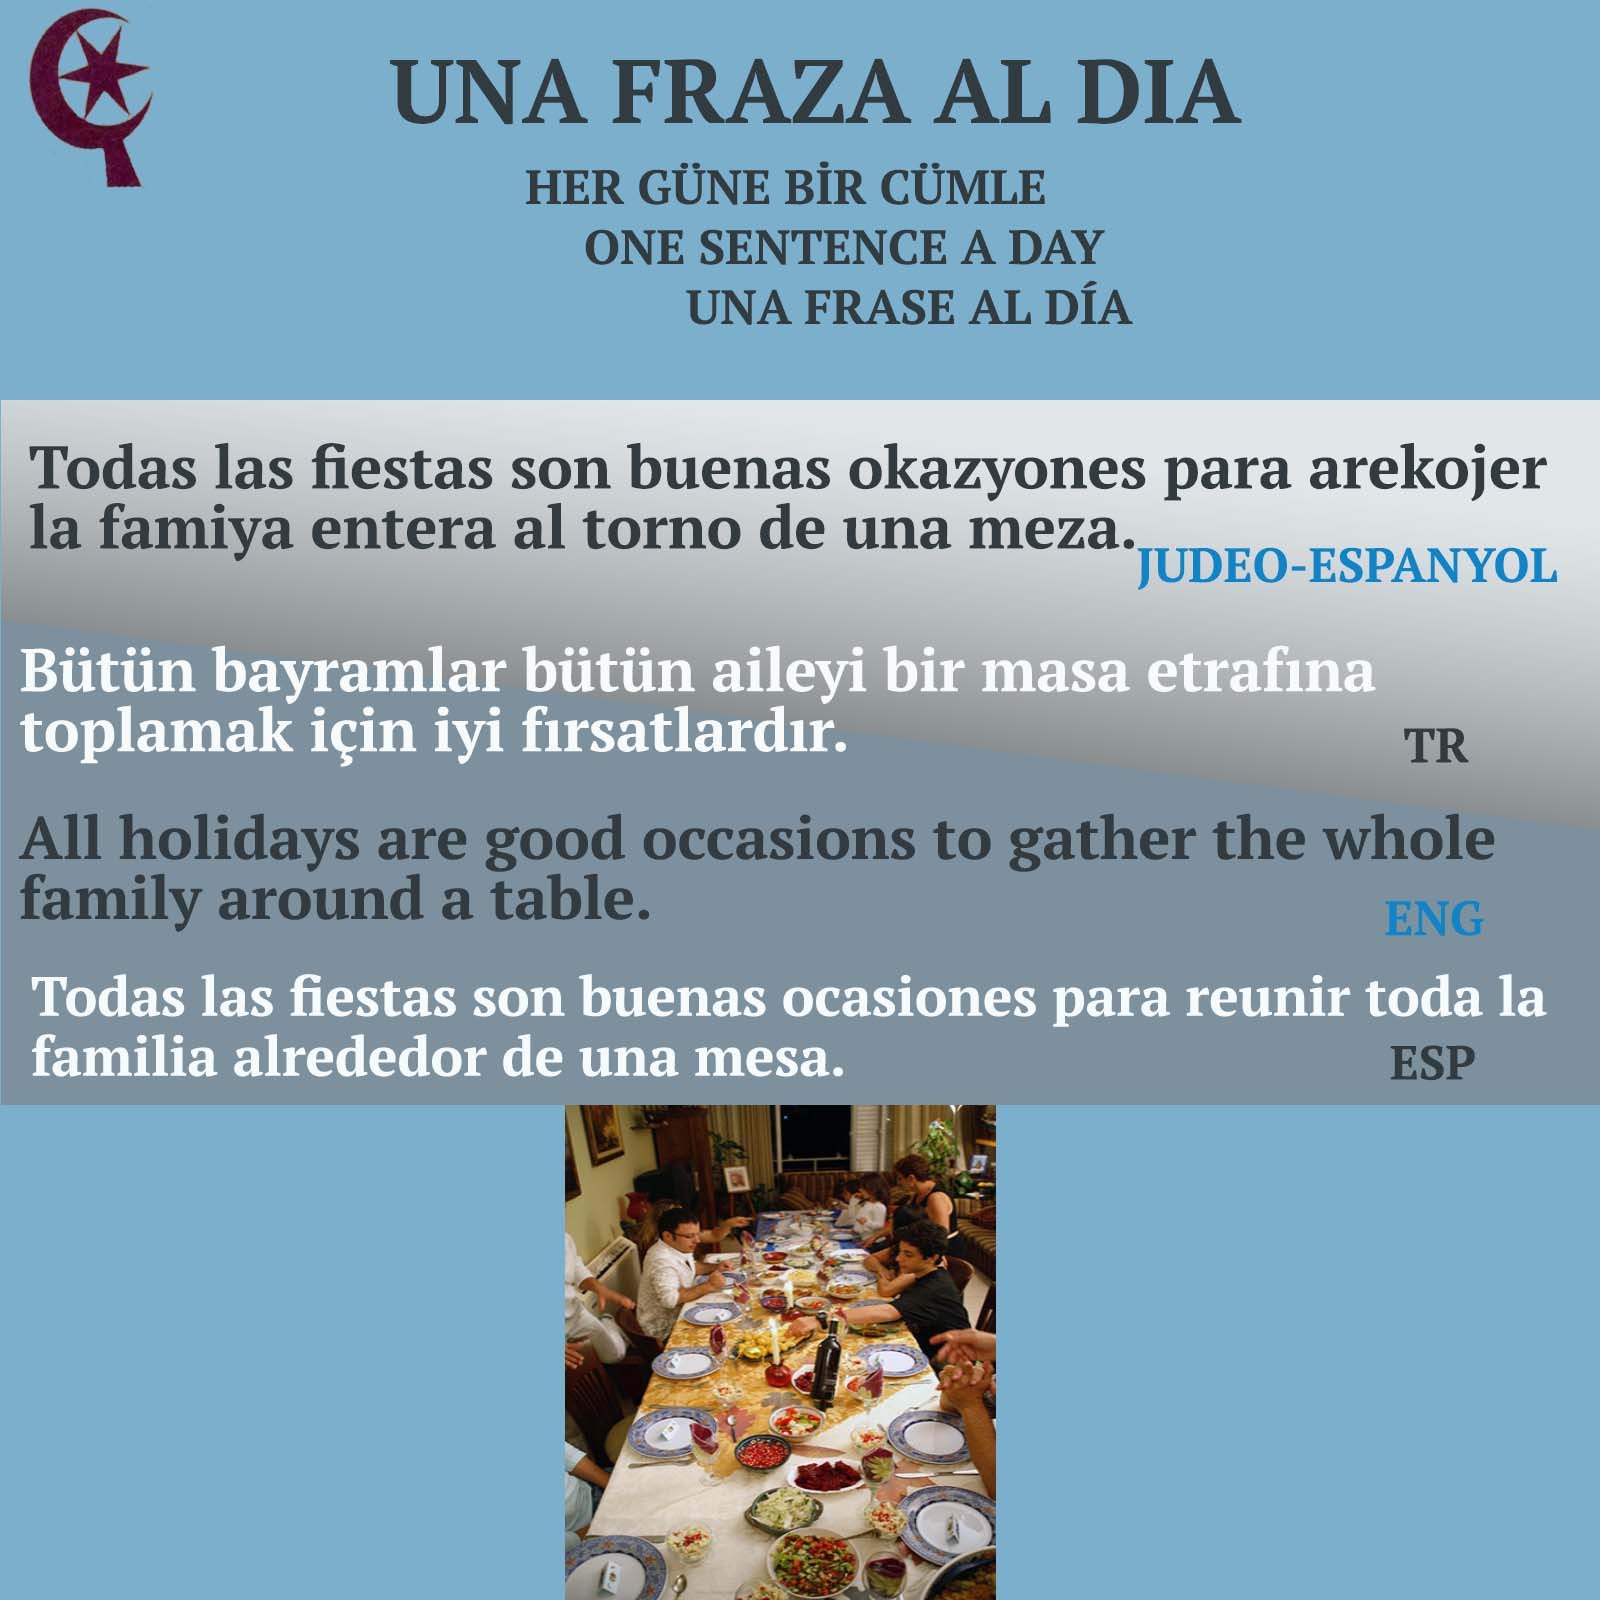 UNA FRAZA AL DIA
HER GÜNE BİR CÜMLE
ONE SENTENCE A DAY
UNA FRASE AL DÍA
Todas las fiestas son buenas okazyones para arekojer
la famiya entera al torno de una meza.
JUDEO-ESPANYOL
Bütün bayramlar bütün aileyi bir masa etrafına
toplamak için iyi fırsatlardır.
TR
All holidays are good occasions to gather the whole
family around a table.
ENG
Todas las fiestas son buenas ocasiones para reunir toda la
familia alrededor de una mesa.
ESP